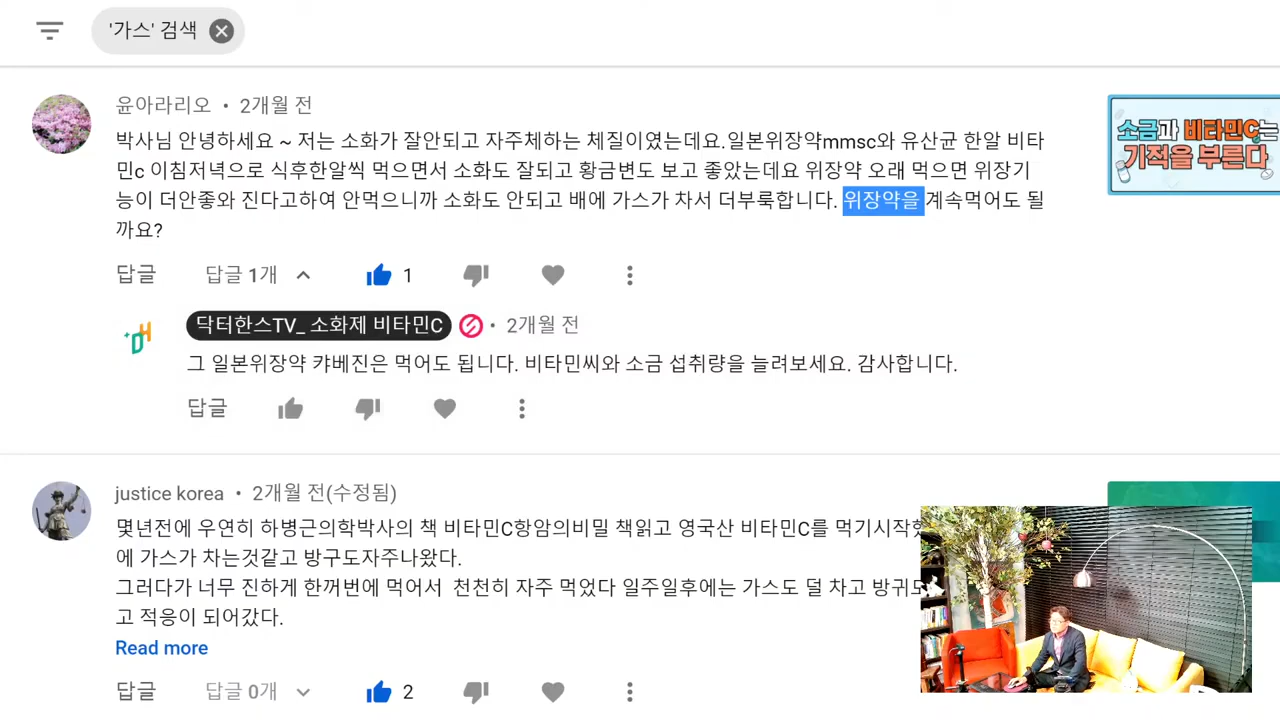 '가스' 검색
윤아라리오 • 2개월 전
박사님 안녕하세요 ~ 저는 소화가 잘안되고 자주체하는 체질이였는데요.일본위장약mmsc와 유산균 한알 비타
민c 이침저녁으로 식후한알씩 먹으면서 소화도 잘되고 황금변도 보고 좋았는데요 위장약 오래 먹으면 위장기
능이 더안좋와 진다고하여 안먹으니까 소화도 안되고 배에 가스가 차서 더부룩합니다. 위장약을 계속먹어도 될
까요?
소금과 비타민C는
기적을 부른다
답글 답글 1개 1
닥터한스TV_ 소화제 비타민C • 2개월 전
그 일본위장약 캬베진은 먹어도 됩니다. 비타민씨와 소금 섭취량을 늘려보세요. 감사합니다.
답글
justice korea • 2개월 전(수정됨)
몇년전에 우연히 하병근의학박사의 책 비타민C항암의비밀 책읽고 영국산 비타민C를
에 가스가 차는것같고 방구도자주나왔다.
그러다가 너무 진하게 한꺼번에 먹어서 천천히 자주 먹었다 일주일후에는 가스도 덜 차고
고 적응이 되어갔다.
Read more
답글 답글 0개 2